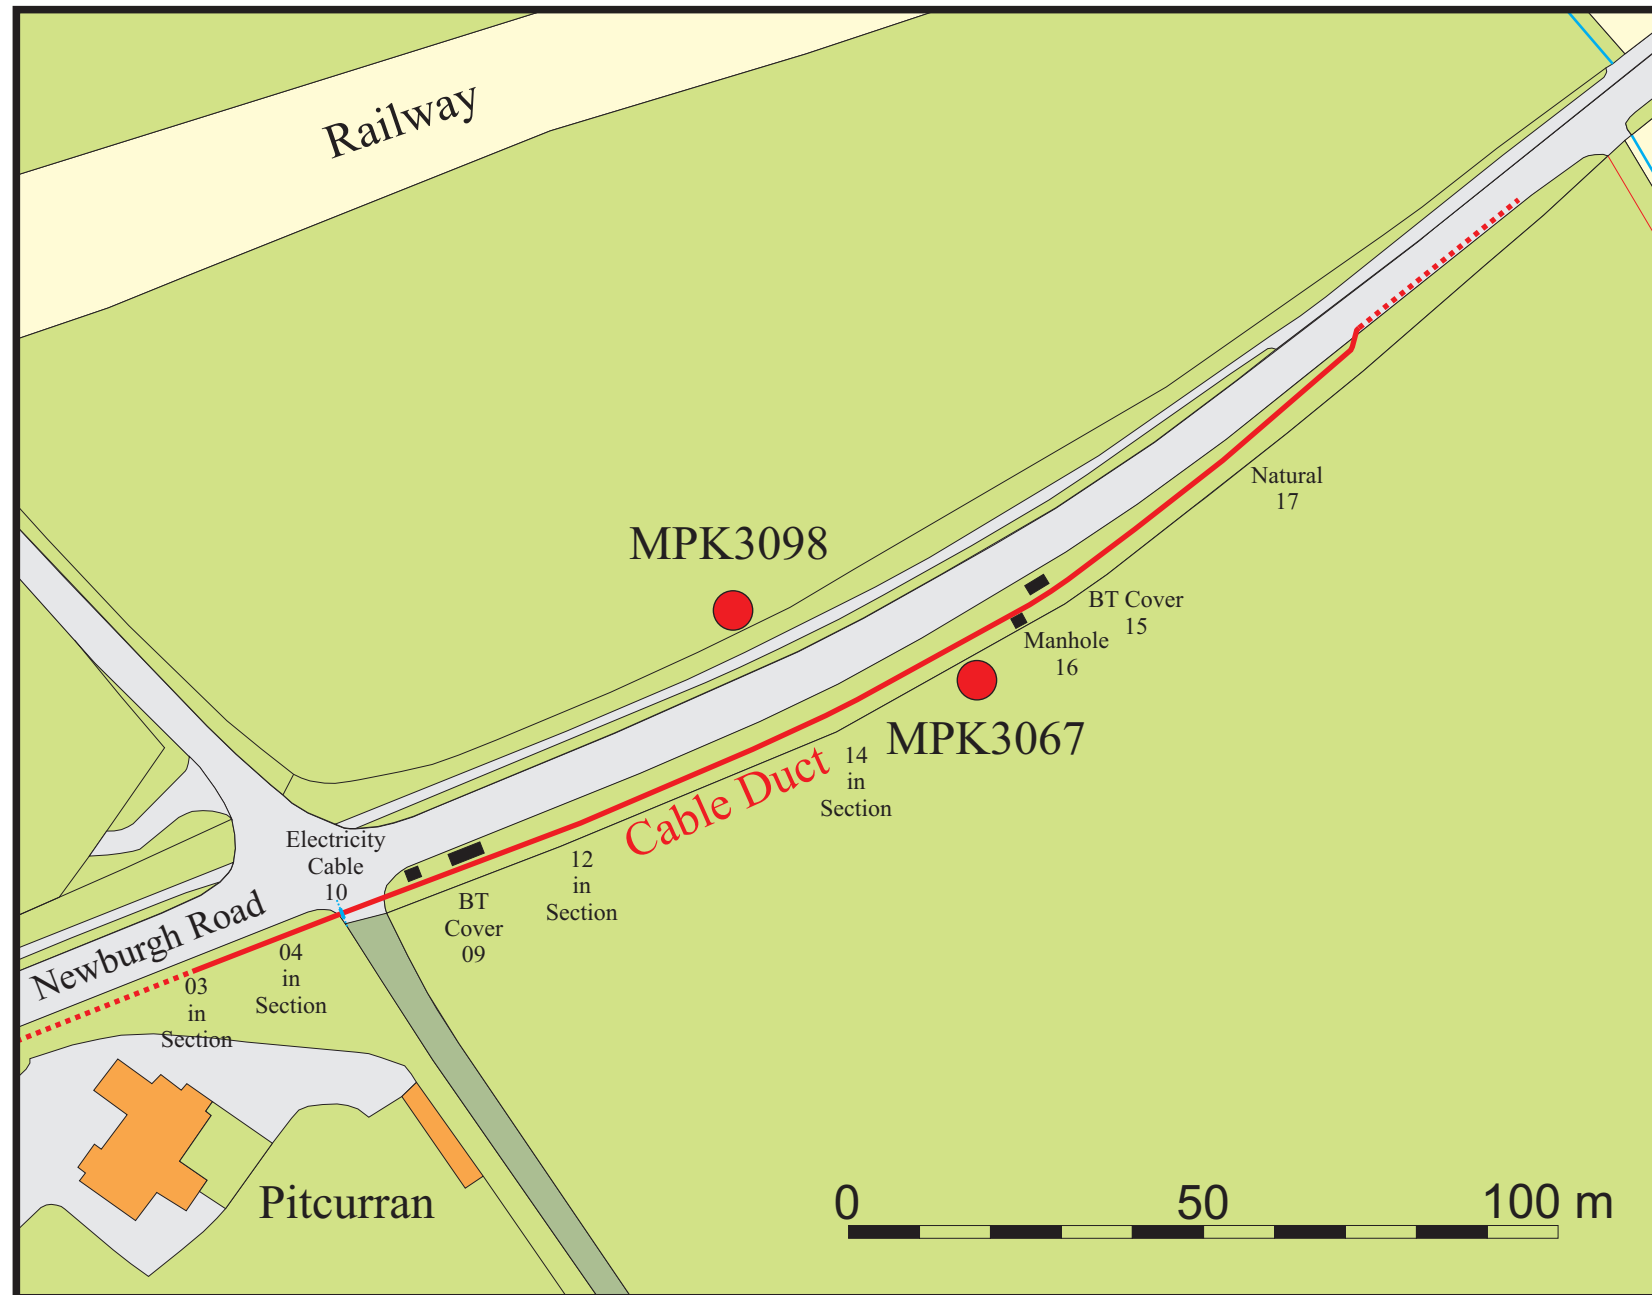 Railway
MPK3098
Natural
17
BT Cover
15
Manhole
16
MPK3067
Cable Duct
14
in
Section
Electricity
Cable
10
12
in
Section
BT
Cover
09
Newburgh Road
04
in
Section
03
in
Section
Pitcurran
0 50 100 m